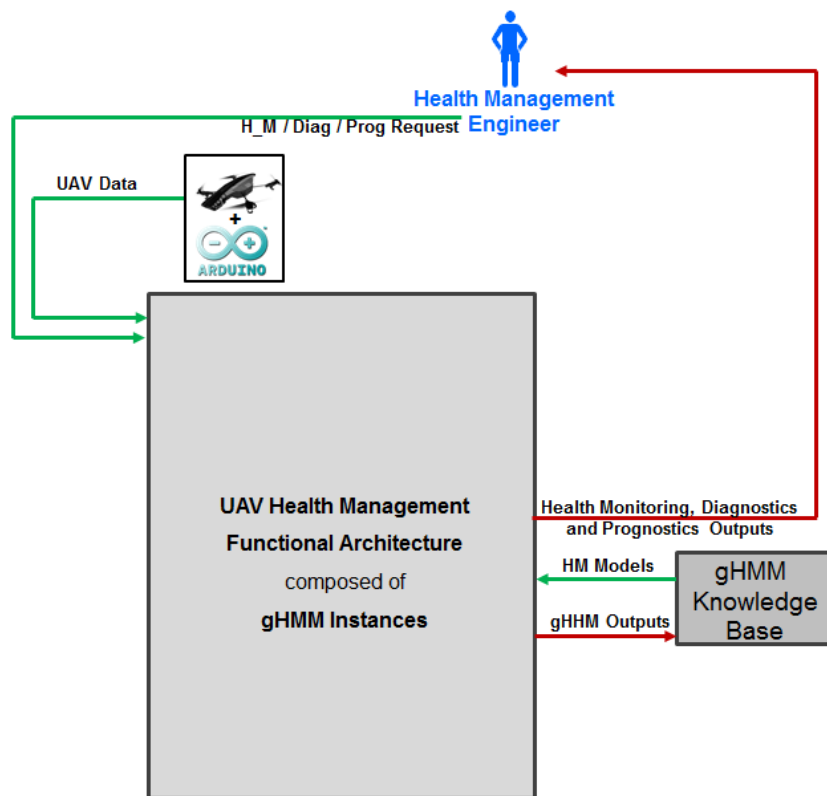 Health Management
Engineer
H_M / Diag / Prog Request
UAV Data
+
ARDUINO
UAV Health Management
Functional Architecture
composed of
gHMM Instances
Health Monitoring, Diagnostics
and Prognostics Outputs
HM Models
gHMM
Knowledge
Base
gHHM Outputs